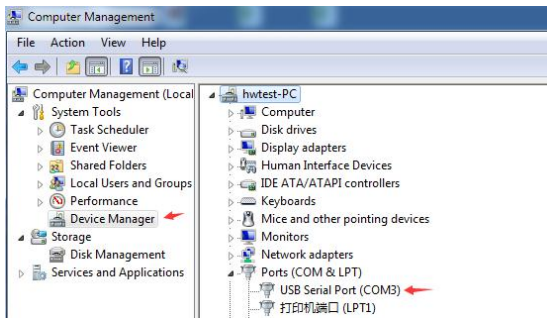 Computer Management
File Action View Help
Computer Management (Local
System Tools
Task Scheduler
Event Viewer
Shared Folders
Local Users and Groups
Performance
Device Manager
Storage
Disk Management
Services and Applications
hwtest-PC
Computer
Disk drives
Display adapters
Human Interface Devices
IDE ATA/ATAPI controllers
Keyboards
Mice and other pointing devices
Monitors
Network adapters
Ports (COM & LPT)
USB Serial Port (COM3)
打印机端口 (LPT1)